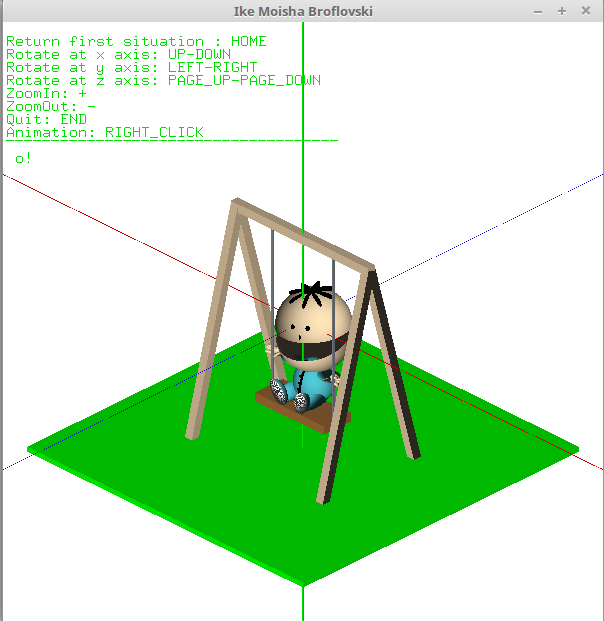 Ike Moisha Broflovski
Return first situation : HOME
Rotate at x axis: UP-DOWN
Rotate at y axis: LEFT-RIGHT
Rotate at z axis: PAGE_UP-PAGE_DOWN
ZoomIn: +
ZoomOut: -
Quit: END
Animation: RIGHT_CLICK
o!